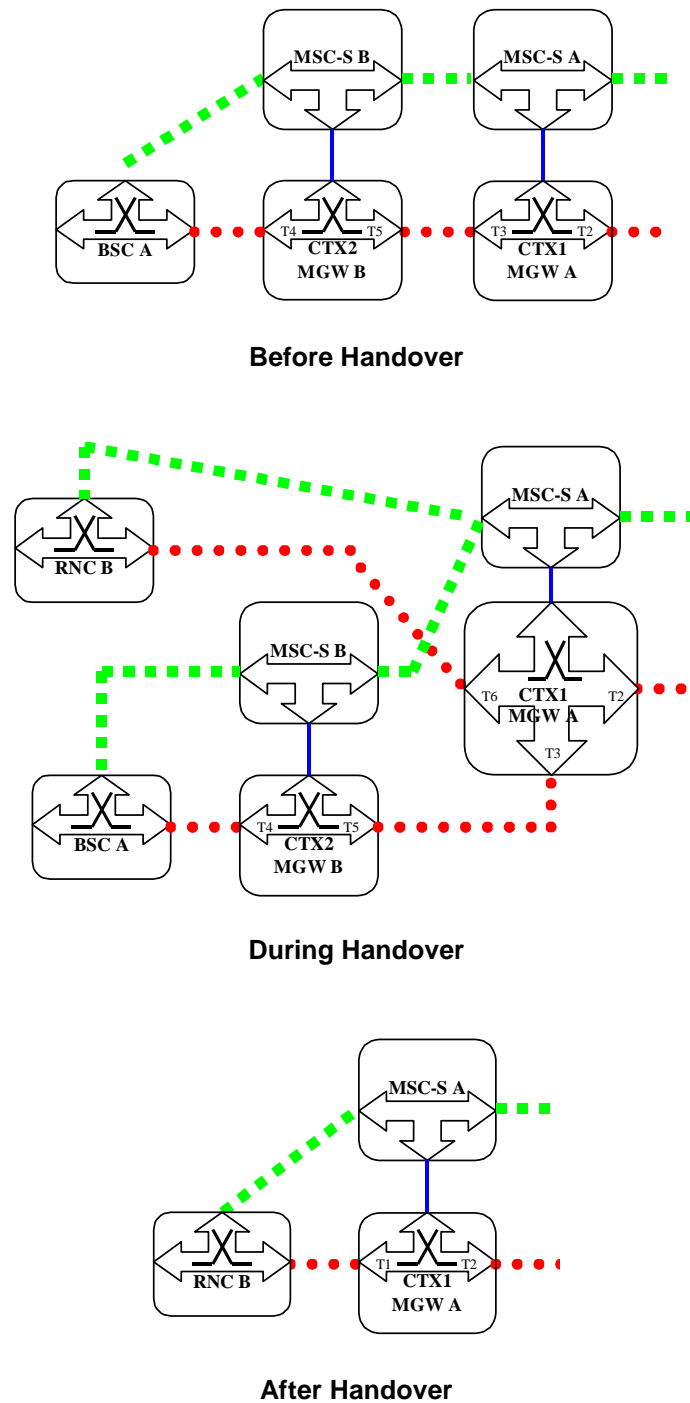 MSC-S B
MSC-S A
BSC A
T4
T5
CTX2
MGW B
T3
T2
CTX1
MGW A
Before Handover
MSC-S A
RNC B
MSC-S B
T6
T2
CTX1
MGW A
T3
BSC A
T4
T5
CTX2
MGW B
During Handover
MSC-S A
RNC B
T1
T2
CTX1
MGW A
After Handover